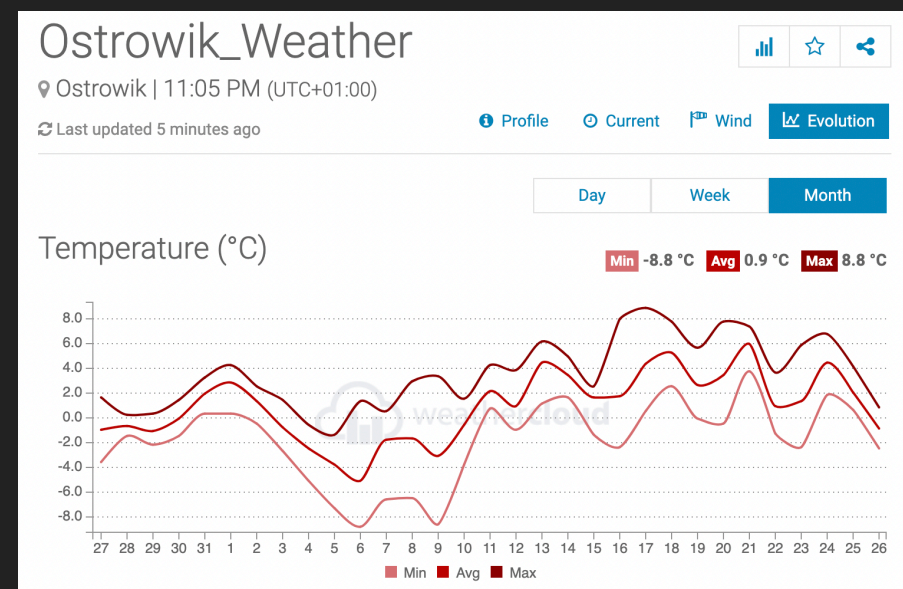 Ostrowik_Weather
Ostrowik | 11:05 PM (UTC+01:00)
Last updated 5 minutes ago
Profile Current Wind Evolution
Day Week Month
Temperature (°C)
Min -8.8 °C Avg 0.9 °C Max 8.8 °C
8.0
6.0
4.0
2.0
0.0
-2.0
-4.0
-6.0
-8.0
weathercloud
27 28 29 30 31 1 2 3 4 5 6 7 8 9 10 11 12 13 14 15 16 17 18 19 20 21 22 23 24 25 26
Min Avg Max